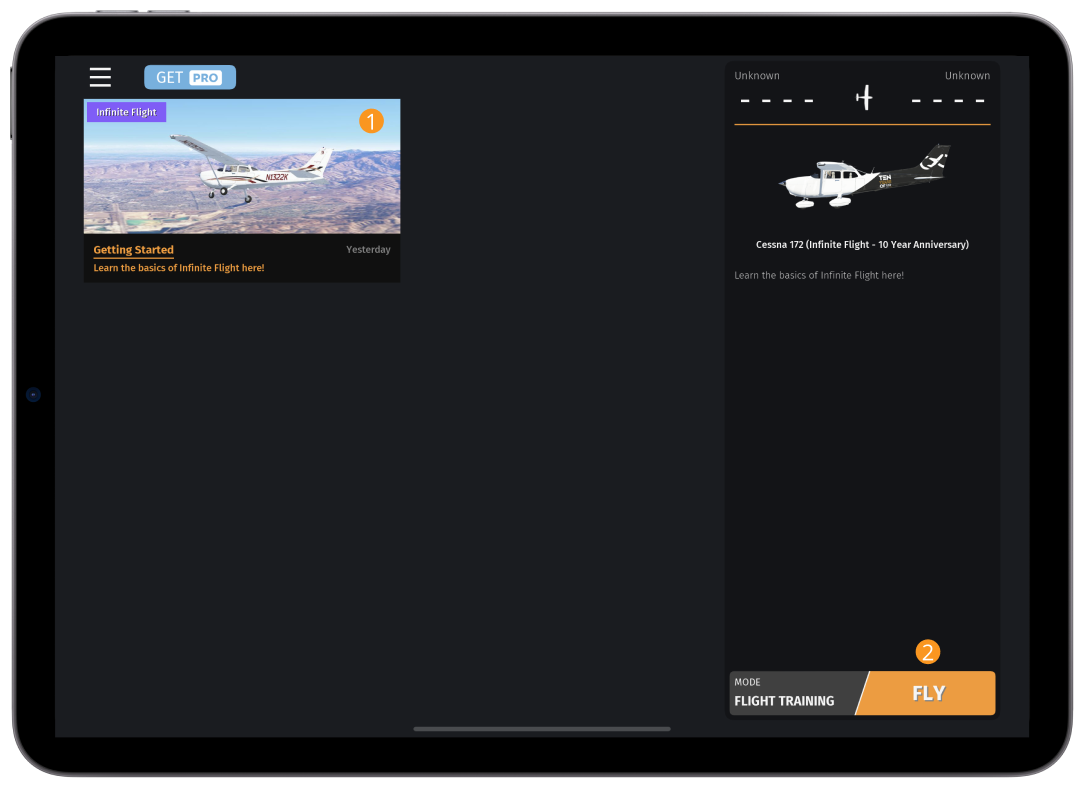 GET PRO
Infinite Flight
1
N1322K
Getting Started
Yesterday
Learn the basics of Infinite Flight here!
Unknown
Unknown
- - - -
- - - -
TEN
Cessna 172 (Infinite Flight - 10 Year Anniversary)
Learn the basics of Infinite Flight here!
2
MODE
FLIGHT TRAINING
FLY